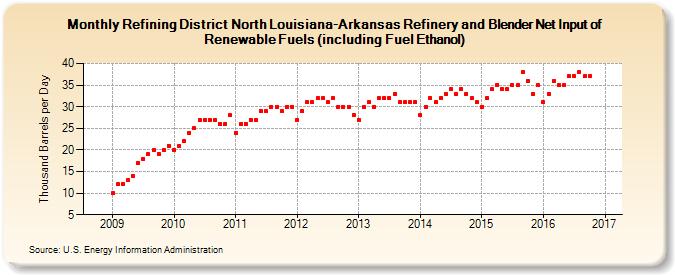 Monthly Refining District North Louisiana-Arkansas Refinery and Blender Net Input of
Renewable Fuels (including Fuel Ethanol)
Thousand Barrels per Day
40
35
30
25
20
15
10
5
2009 2010 2011 2012 2013 2014 2015 2016 2017
Source: U.S. Energy Information Administration